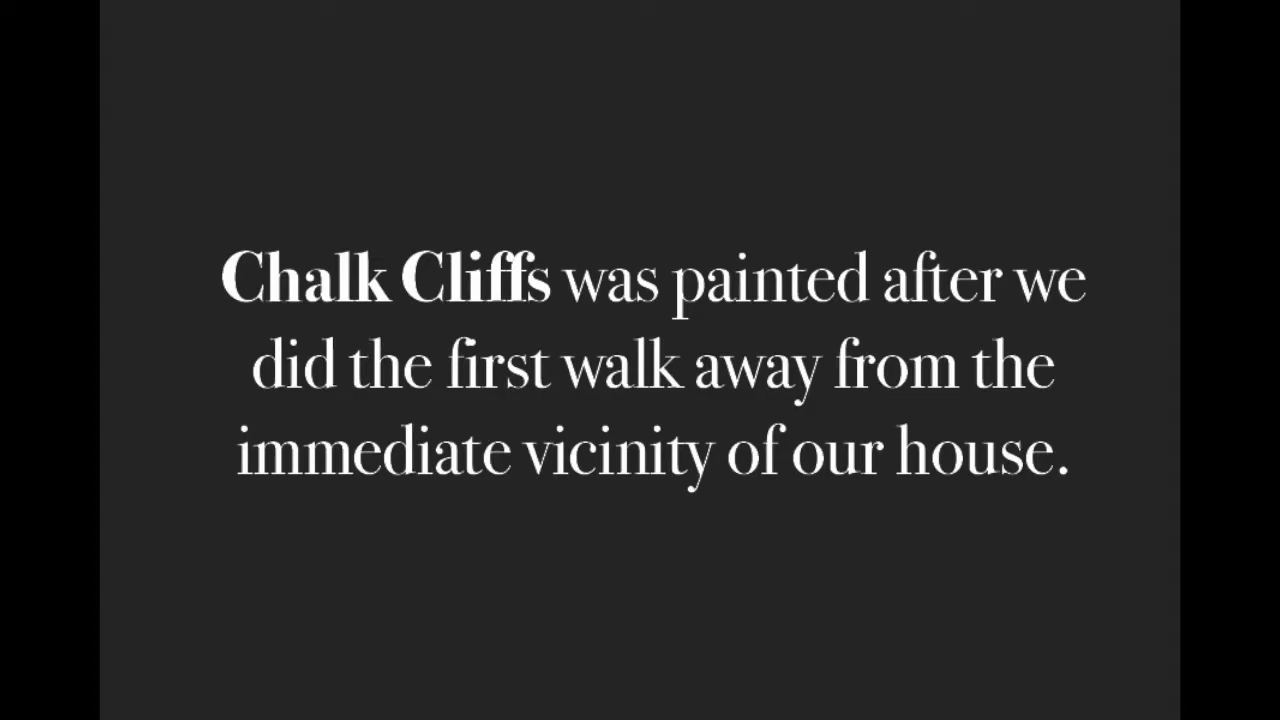 Chalk Cliffs was painted after we
did the first walk away from the
immediate vicinity of our house.